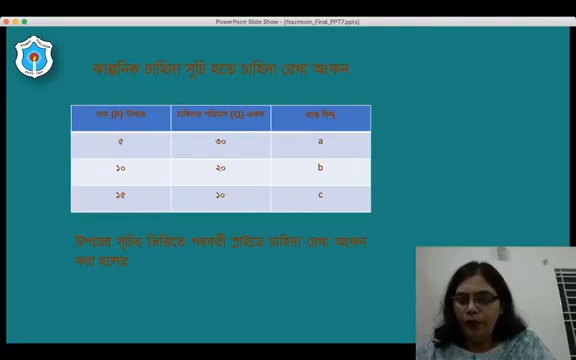 PowerPoint Slide Show - [Nazmoon_Final_PPT7.pptx]
কাল্পনিক চাহিদা সূচি হতে চাহিদা রেখা অংকন
দাম (P) টাকায় চাহিদার পরিমাণ (Q) একক প্রাপ্ত বিন্দু
৫ ৩০ a
১০ ২০ b
১৫ ১০ c
উপরের সূচির ভিত্তিতে পরবর্তী স্লাইডে চাহিদা রেখা অংকন
করা হলোঃ